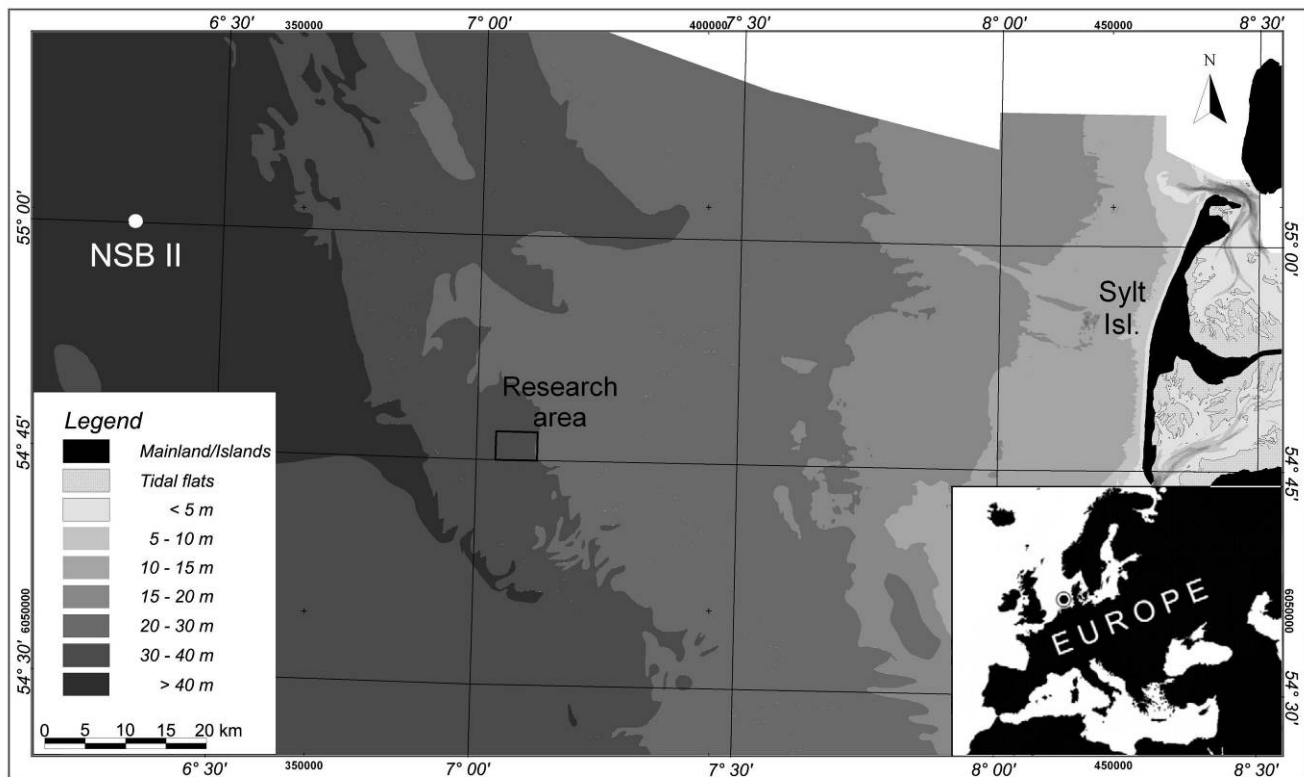 6° 30'
350000
7° 00'
400000
7° 30'
8° 00'
450000
8° 30'
N
55° 00'
NSB II
55° 00'
Sylt
Isl.
Research
area
54° 45'
54° 45'
Legend
Mainland/Islands
Tidal flats
< 5 m
5 - 10 m
10 - 15 m
15 - 20 m
20 - 30 m
30 - 40 m
> 40 m
0 5 10 15 20 km
EUROPE
6050000
6050000
54° 30'
54° 30'
6° 30'
350000
7° 00'
400000
7° 30'
8° 00'
450000
8° 30'